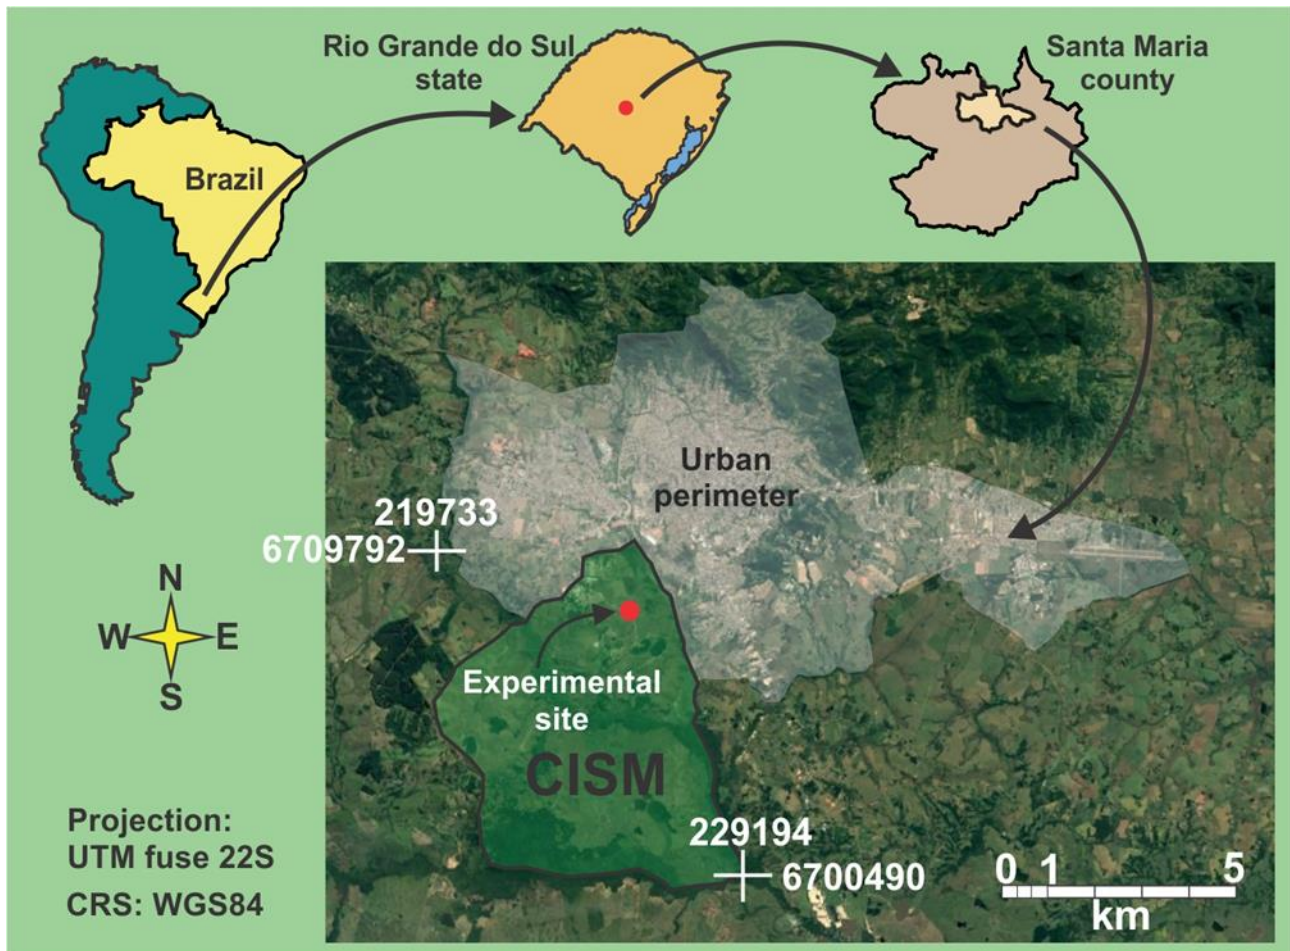 Rio Grande do Sul
state
Santa Maria
county
Brazil
Urban
perimeter
219733
6709792
N
W E
S
Experimental
site
CISM
Projection:
UTM fuse 22S
CRS: WGS84
229194
6700490
0 1 5
km